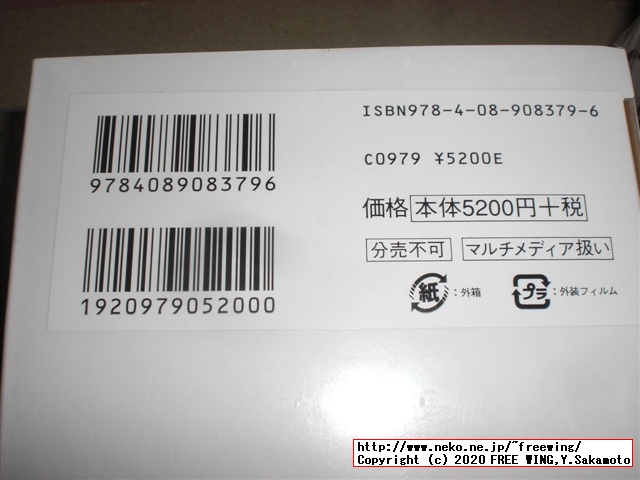 ISBN978-4-08-908379-6
9784089083796
C0979 ¥5200E
価格 本体5200円+税
分売不可 マルチメディア扱い
1920979052000
紙 :外箱 プラ :外装フィルム
http://www.neko.ne.jp/~freewing/
Copyright (c) 2020 FREE WING,Y.Sakamoto